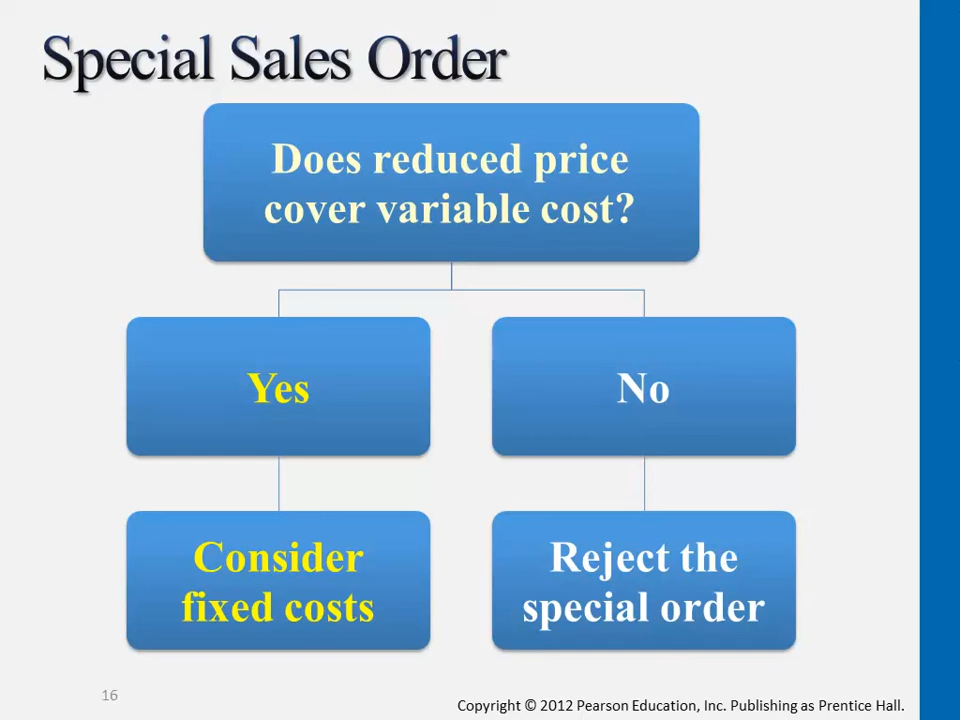 Special Sales Order
Does reduced price
cover variable cost?
Yes
No
Consider
fixed costs
Reject the
special order
16
Copyright © 2012 Pearson Education, Inc. Publishing as Prentice Hall.